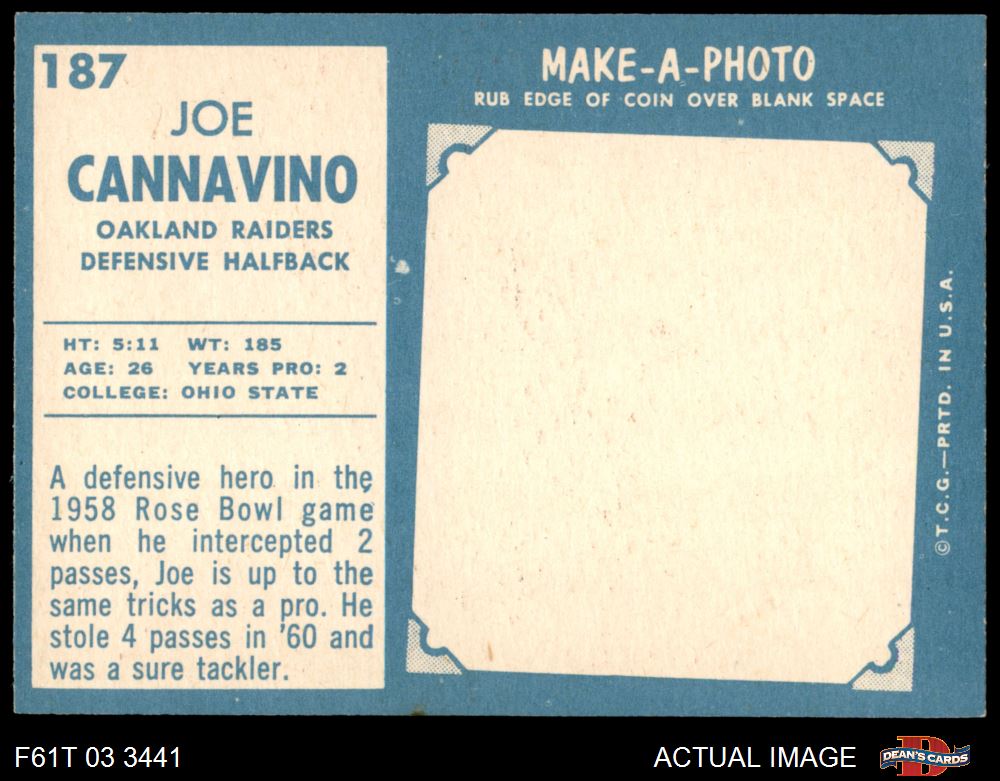 187
JOE
CANNAVINO
OAKLAND RAIDERS
DEFENSIVE HALFBACK
HT: 5:11 WT: 185
AGE: 26 YEARS PRO: 2
COLLEGE: OHIO STATE
A defensive hero in the
1958 Rose Bowl game
when he intercepted 2
passes, Joe is up to the
same tricks as a pro. He
stole 4 passes in '60 and
was a sure tackler.
MAKE-A-PHOTO
RUB EDGE OF COIN OVER BLANK SPACE
©T.C.G.—PRTD. IN U.S.A.
F61T 03 3441
ACTUAL IMAGE
DEAN'S CARDS